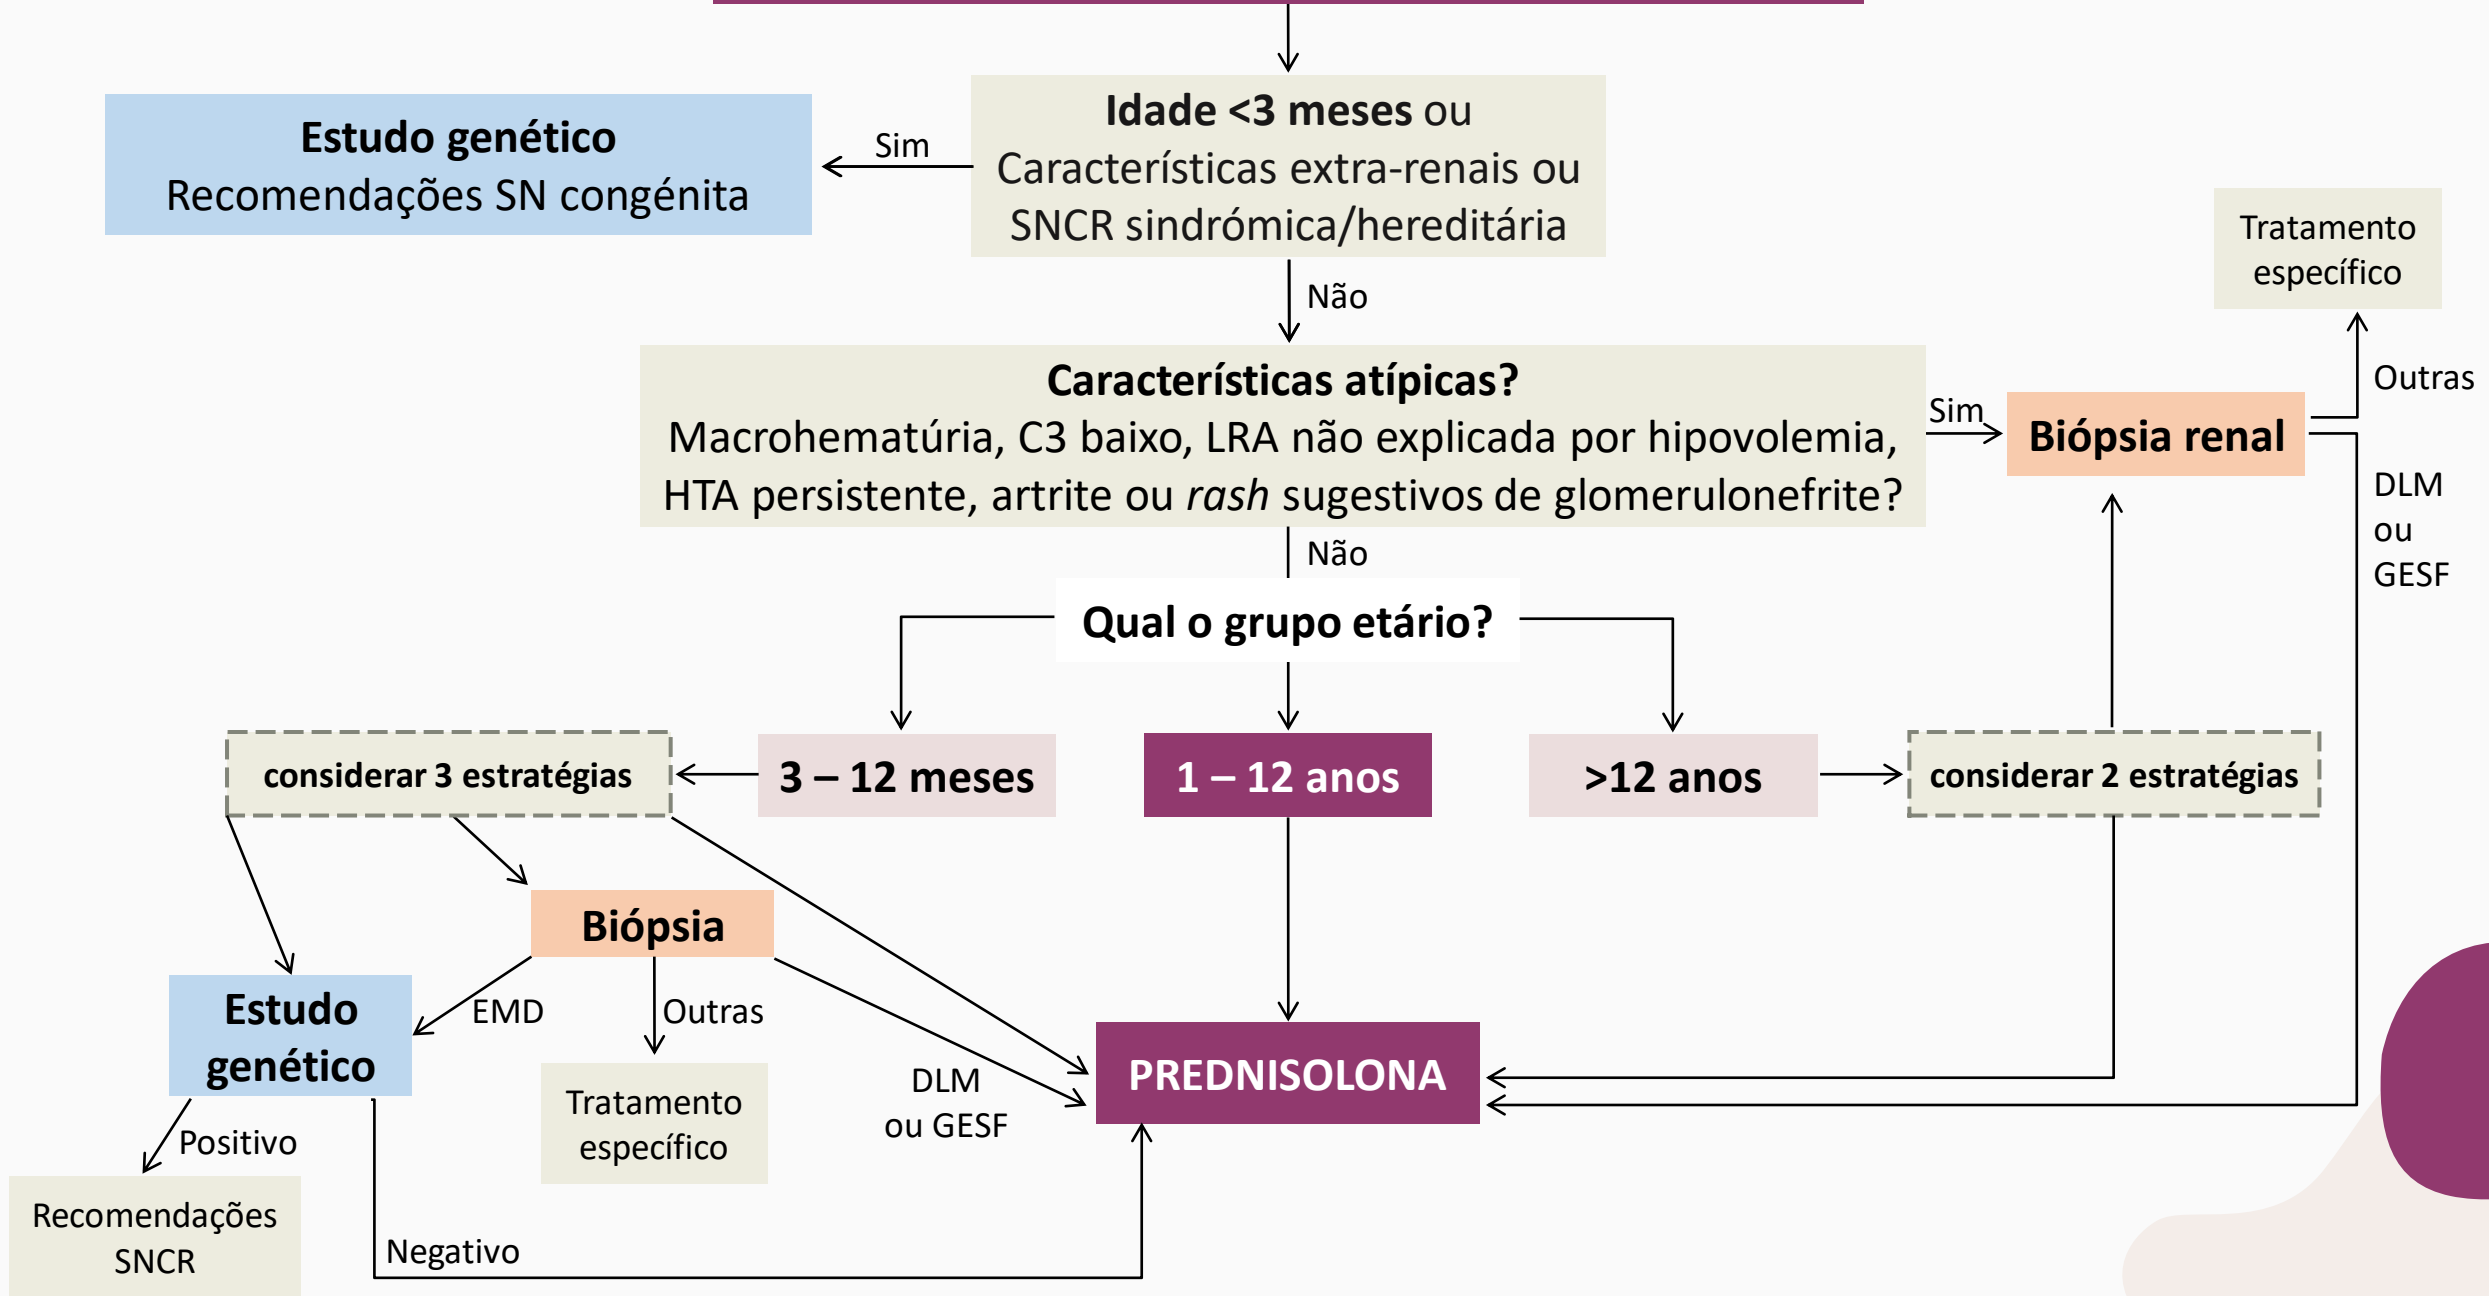 Idade <3 meses ou
Características extra-renais ou
SNCR sindrómica/hereditária
Sim
Estudo genético
Recomendações SN congénita
Não
Características atípicas?
Macrohematúria, C3 baixo, LRA não explicada por hipovolemia,
HTA persistente, artrite ou rash sugestivos de glomerulonefrite?
Sim
Biópsia renal
Outras
Tratamento
específico
DLM
ou
GESF
Não
Qual o grupo etário?
considerar 3 estratégias
3 – 12 meses
1 – 12 anos
>12 anos
considerar 2 estratégias
Biópsia
EMD
Outras
DLM
ou GESF
Estudo
genético
Tratamento
específico
PREDNISOLONA
Positivo
Recomendações
SNCR
Negativo